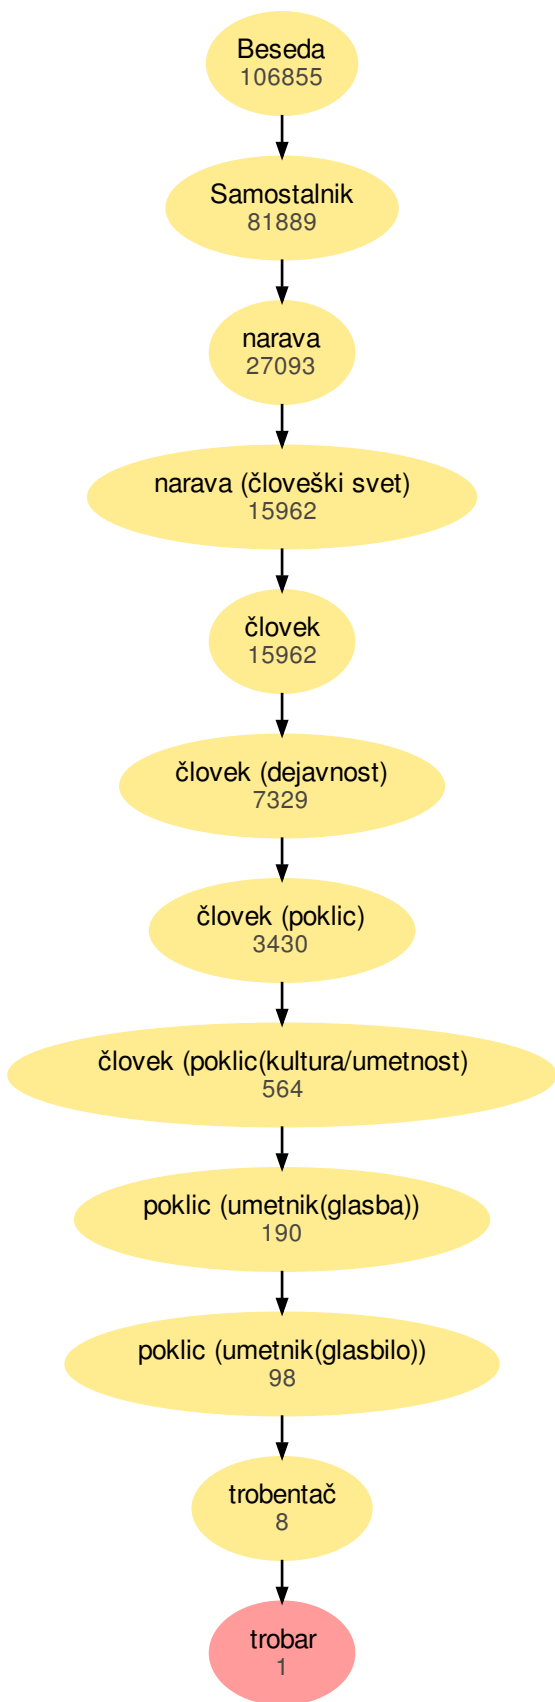 Beseda
106855
Samostalnik
81889
narava
27093
narava (človeški svet)
15962
človek
15962
človek (dejavnost)
7329
človek (poklic)
3430
človek (poklic(kultura/umetnost)
564
poklic (umetnik(glasba))
190
poklic (umetnik(glasbilo))
98
trobentač
8
trobar
1